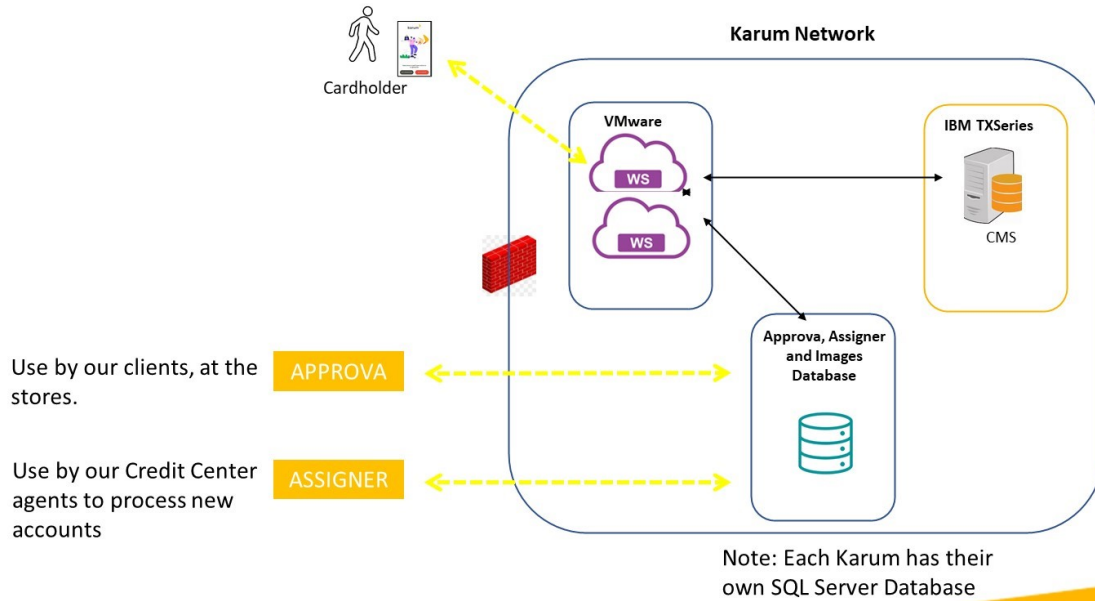 Karum Network
Cardholder
VMware
WS
WS
IBM TXSeries
CMS
Approva, Assigner
and Images
Database
Use by our clients, at the
stores.
APPROVA
Use by our Credit Center
agents to process new
accounts
ASSIGNER
Note: Each Karum has their
own SQL Server Database